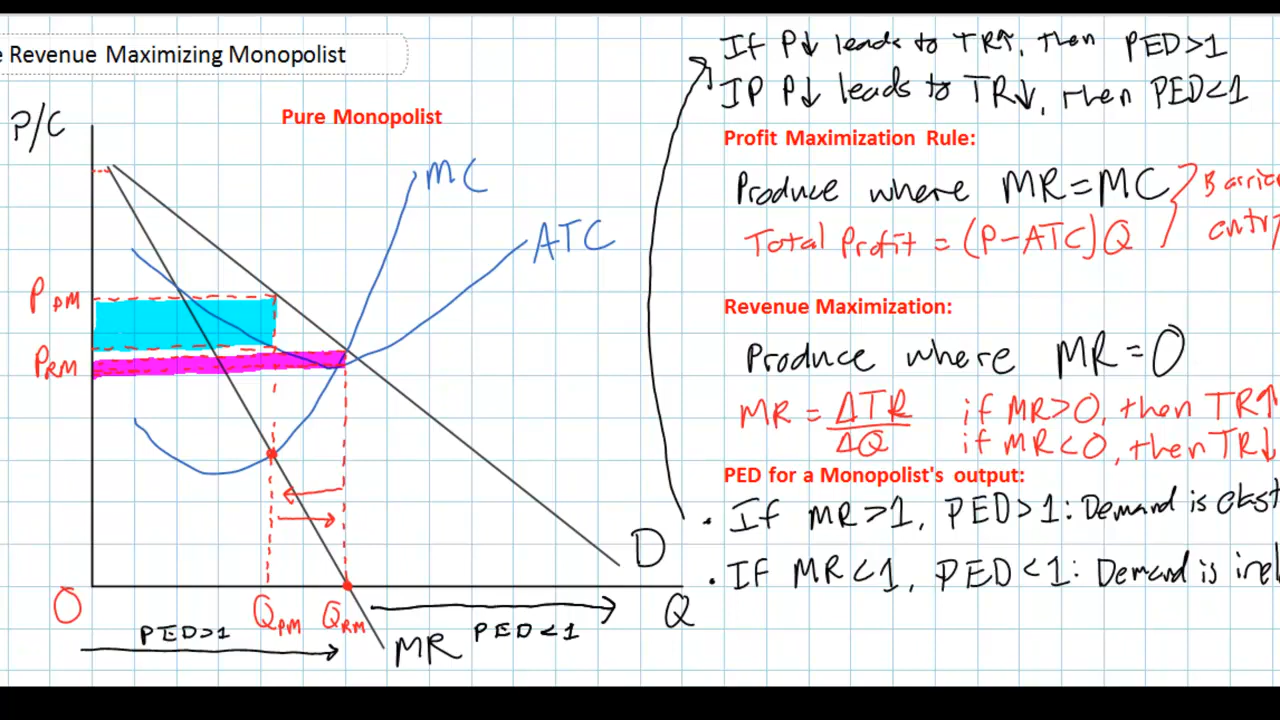 e Revenue Maximizing Monopolist
P/C
Pure Monopolist
MC
ATC
PPM
PRM
D
O
QPM
QRM
Q
PED>1
MR
PED<1
If P↓ leads to TR↑, then PED>1
IP P↓ leads to TR↓, then PED<1
Profit Maximization Rule:
Produce where MR=MC
Total Profit = (P-ATC)Q
Barrie
entry
Revenue Maximization:
Produce where MR=0
MR = ΔTR/ΔQ
if MR>0, then TR↑
if MR<0, then TR↓
PED for a Monopolist's output:
• If MR>1, PED>1: Demand is elast
• If MR<1, PED<1: Demand is inel